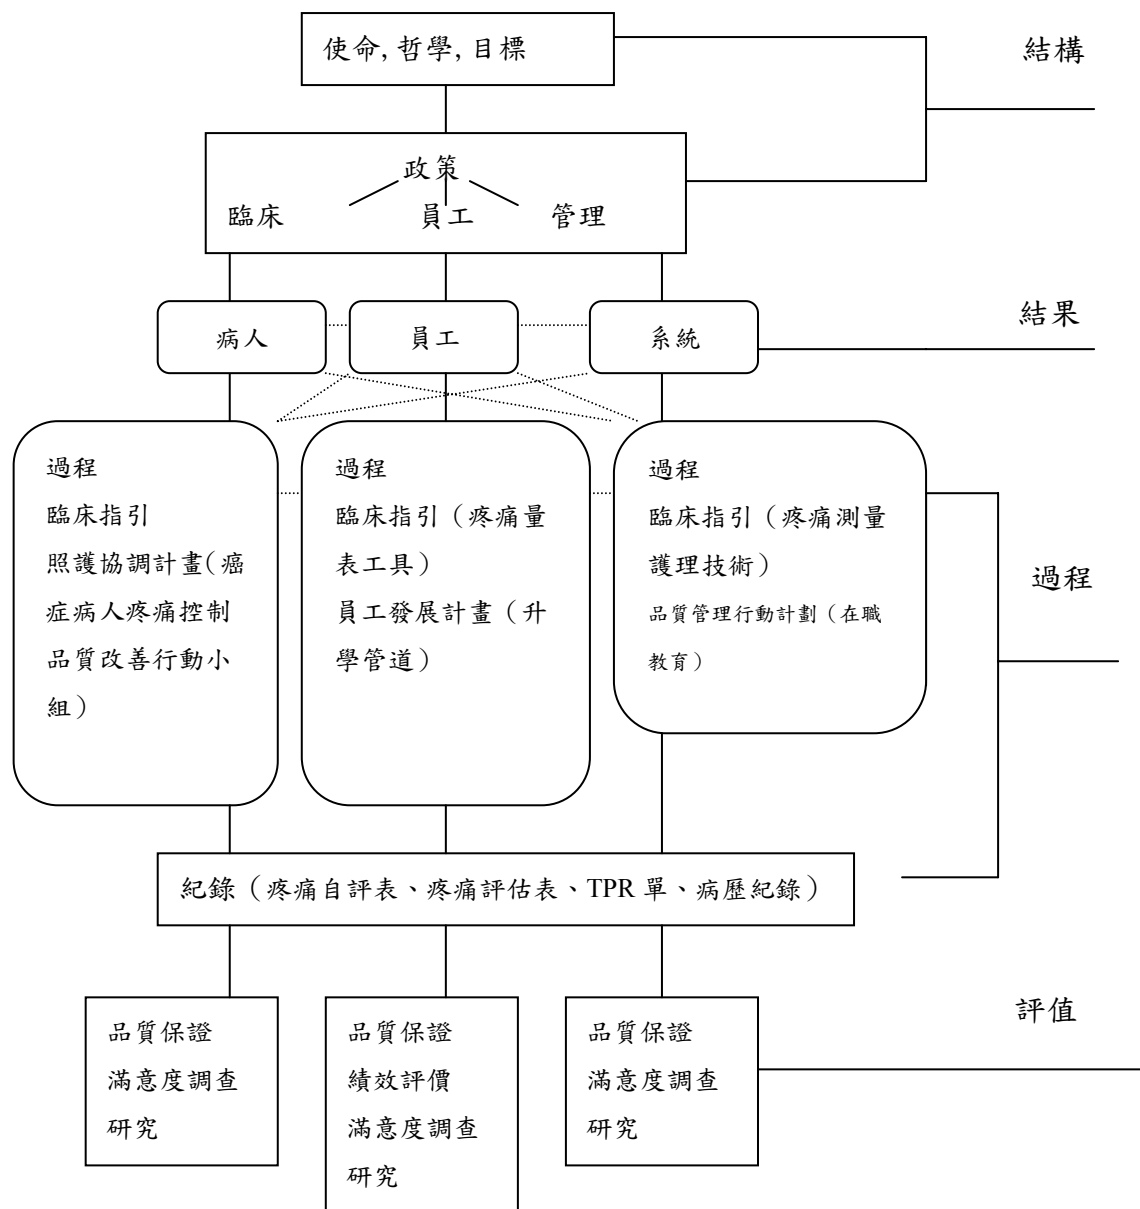 使命, 哲學, 目標
結構
政策
臨床 員工 管理
結果
病人
員工
系統
過程
臨床指引
照護協調計畫(癌
症病人疼痛控制
品質改善行動小
組）
過程
臨床指引（疼痛量
表工具）
員工發展計畫（升
學管道）
過程
臨床指引（疼痛測量
護理技術）
品質管理行動計劃（在職
教育）
過程
紀錄（疼痛自評表、疼痛評估表、TPR 單、病歷紀錄）
評值
品質保證
滿意度調查
研究
品質保證
績效評價
滿意度調查
研究
品質保證
滿意度調查
研究